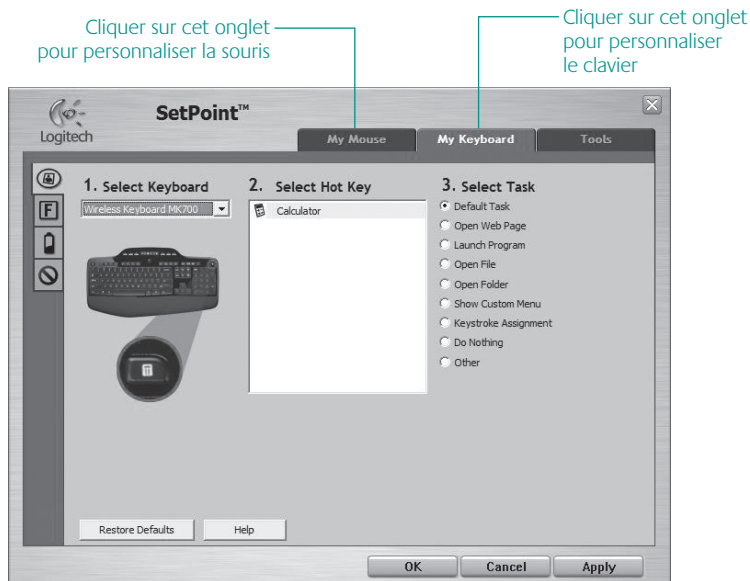 Cliquer sur cet onglet
pour personnaliser la souris
Cliquer sur cet onglet
pour personnaliser
le clavier
Logitech
SetPoint™
My Mouse
My Keyboard
Tools
1. Select Keyboard
Wireless Keyboard MK700
2. Select Hot Key
Calculator
3. Select Task
Default Task
Open Web Page
Launch Program
Open File
Open Folder
Show Custom Menu
Keystroke Assignment
Do Nothing
Other
F
Restore Defaults
Help
OK
Cancel
Apply